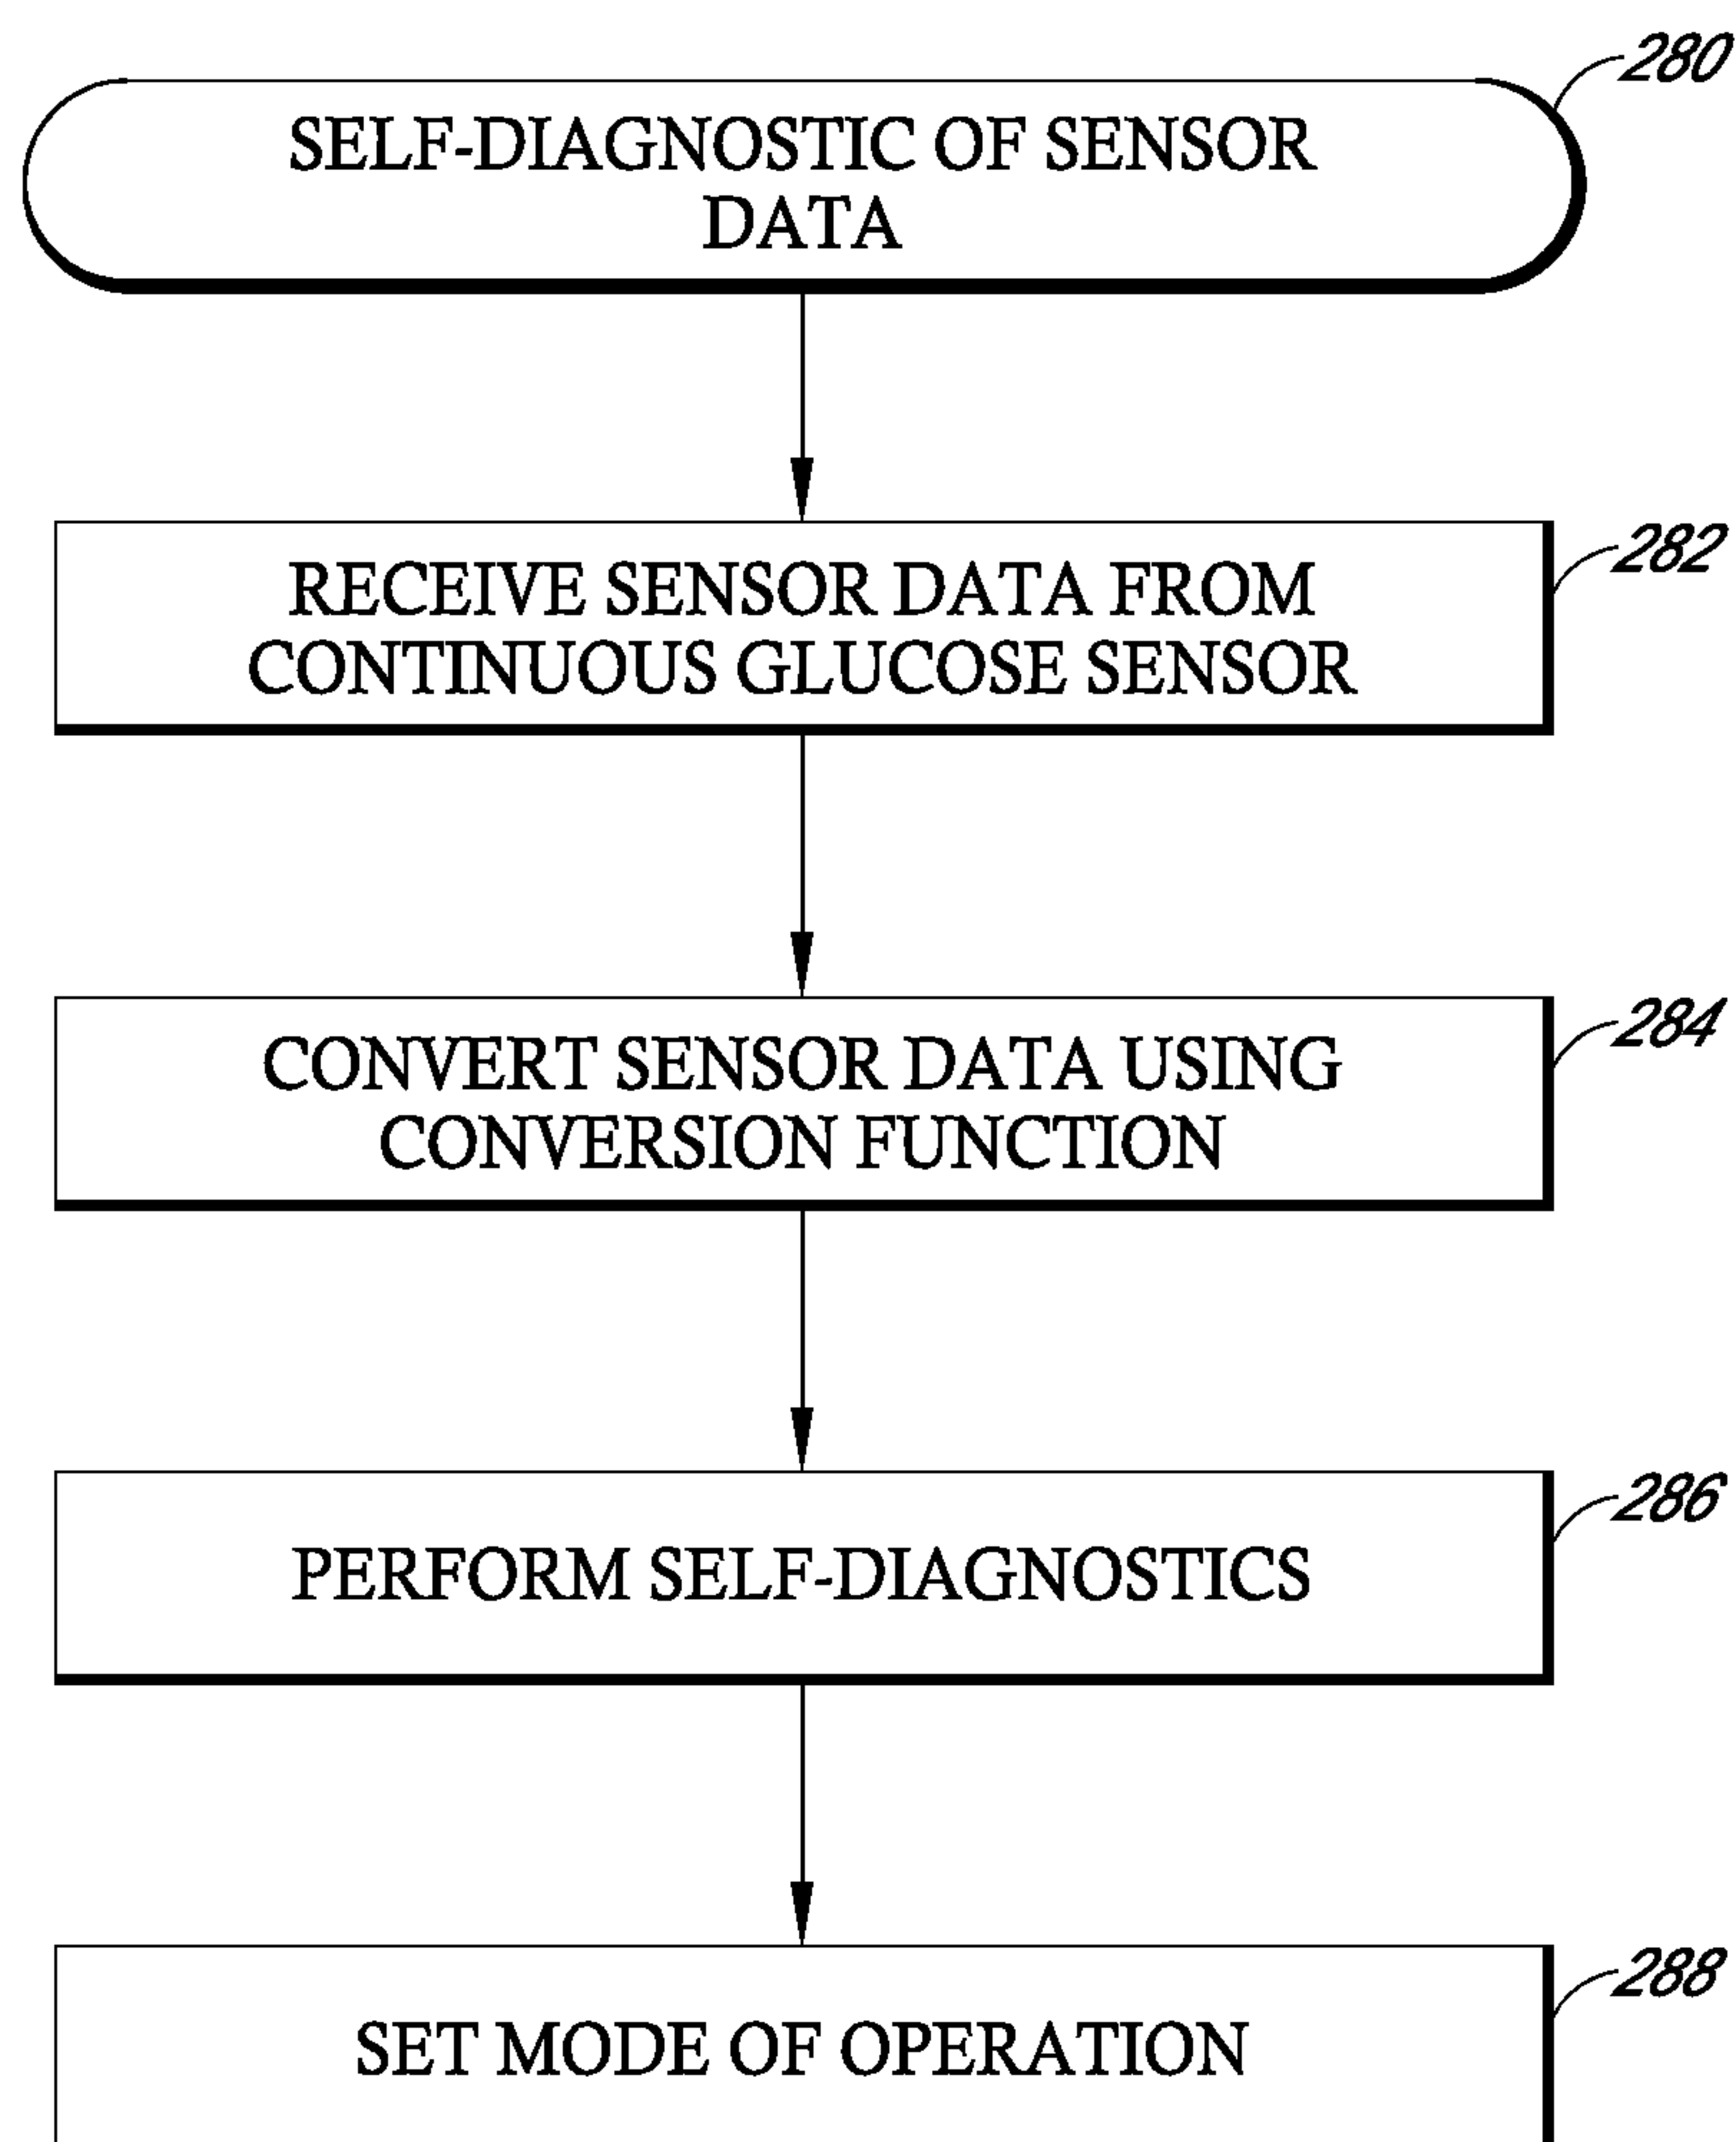 280
SELF-DIAGNOSTIC OF SENSOR
DATA
282
RECEIVE SENSOR DATA FROM
CONTINUOUS GLUCOSE SENSOR
284
CONVERT SENSOR DATA USING
CONVERSION FUNCTION
286
PERFORM SELF-DIAGNOSTICS
288
SET MODE OF OPERATION